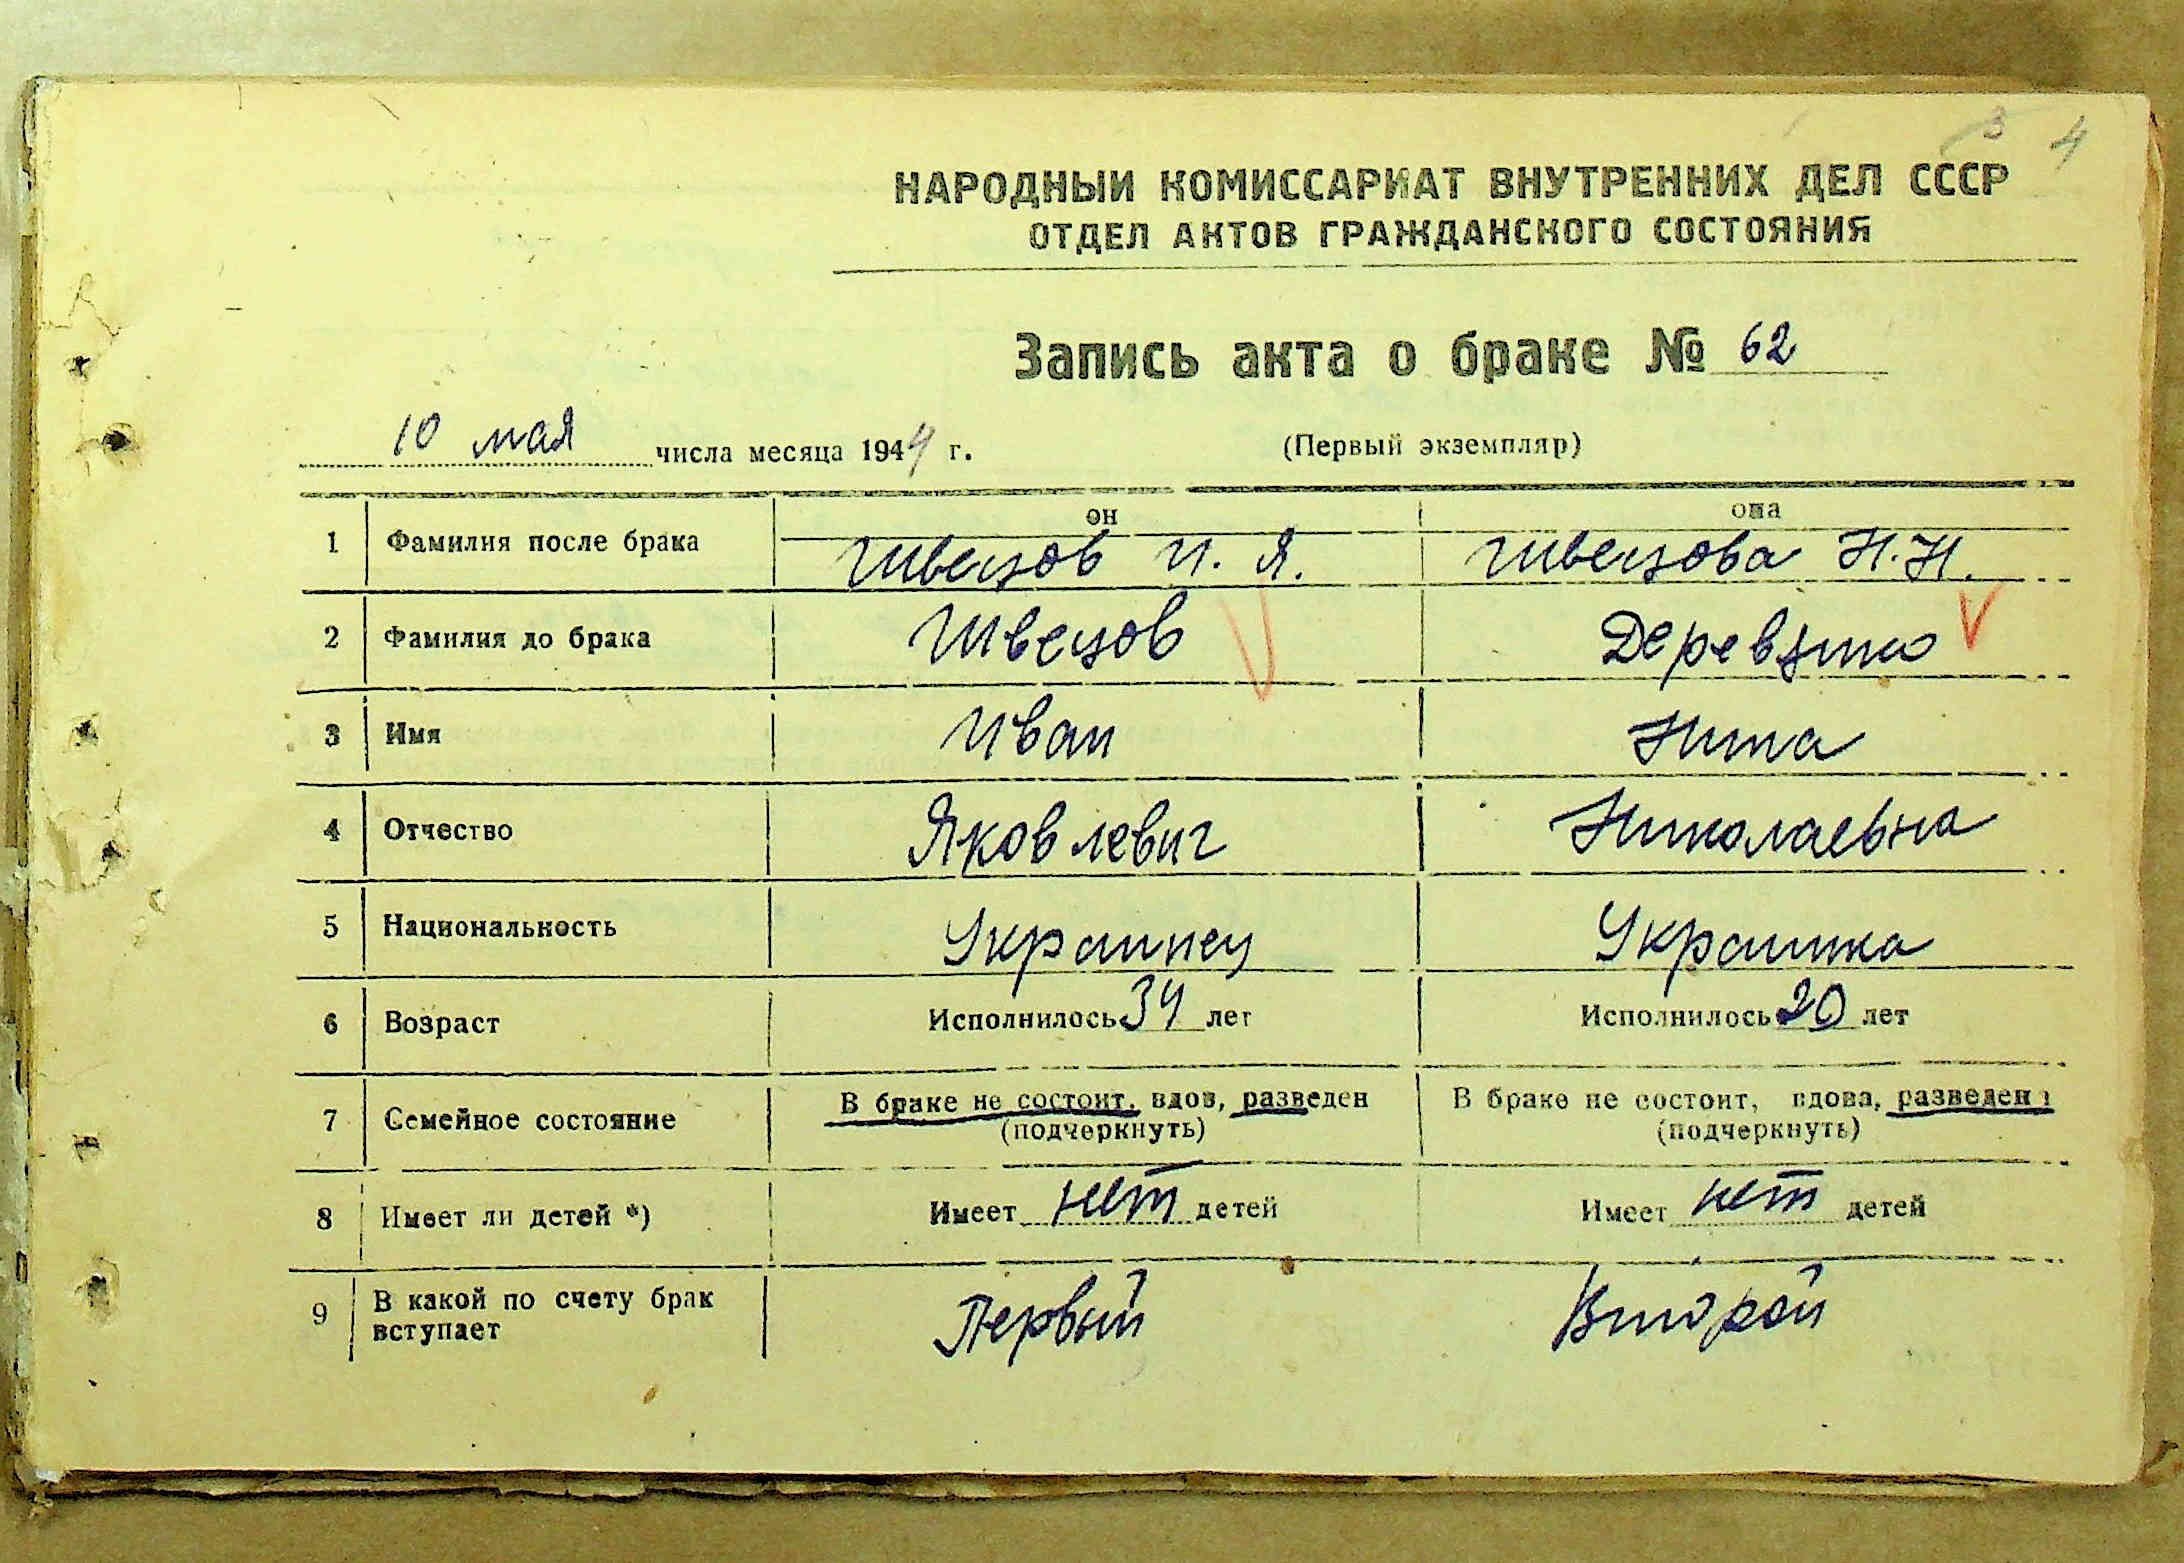 3 4
НАРОДНЫЙ КОМИССАРИАТ ВНУТРЕННИХ ДЕЛ СССР
ОТДЕЛ АКТОВ ГРАЖДАНСКОГО СОСТОЯНИЯ
Запись акта о браке № 62
10 мая числа месяца 1944 г. (Первый экземпляр)
он она
1 Фамилия после брака Швецов И. Я. Швецова Н. Н.
2 Фамилия до брака Швецов
3 Имя Иван Нина
4 Отчество Яковлевич Николаевна
5 Национальность Украинец Украинка
6 Возраст Исполнилось 34 лет Исполнилось 20 лет
7 Семейное состояние В браке не состоит, вдов, разведен В браке не состоит, вдова, разведена
(подчеркнуть) (подчеркнуть)
8 Имеет ли детей *) Имеет нет детей Имеет нет детей
9 В какой по счету брак Первый Второй
вступает